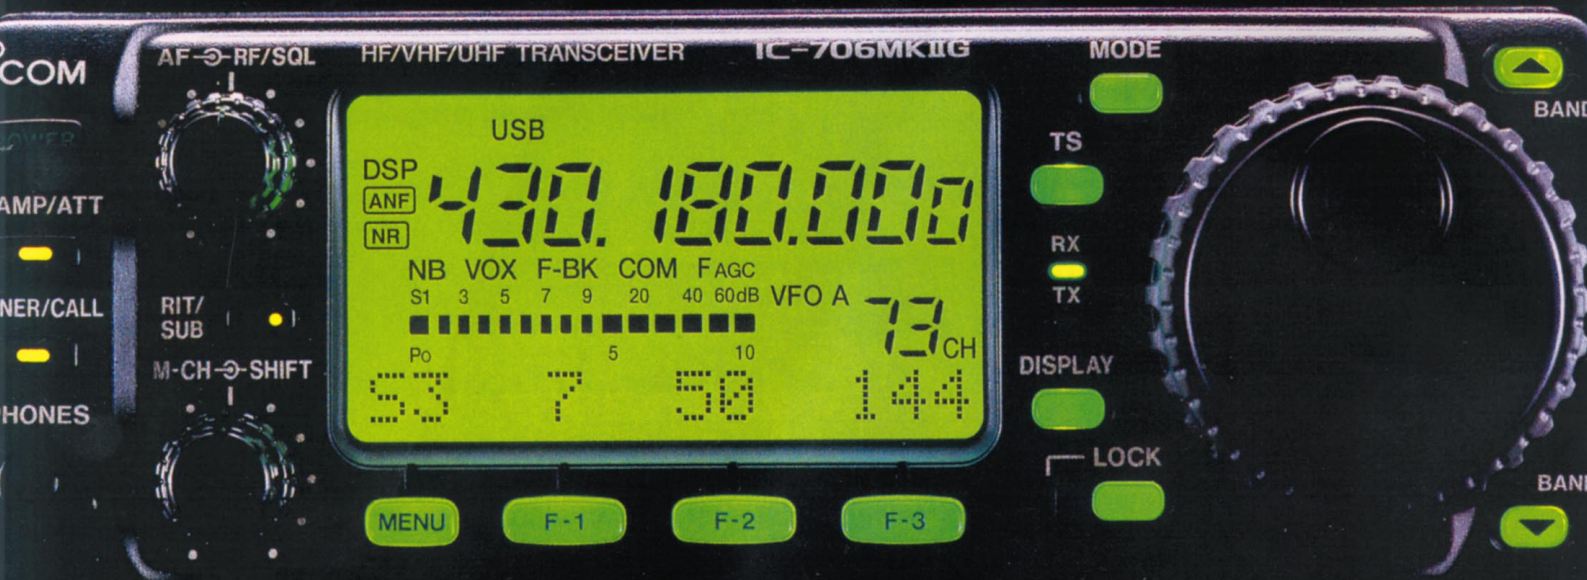 COM
AF RF/SQL
HF/VHF/UHF TRANSCEIVER IC-706MKIIG
MODE
BAND
POWER
AMP/ATT
NER/CALL
RIT/
SUB
M-CH SHIFT
PHONES
USB
DSP
ANF
NR
430.180.000
NB VOX F-BK COM FAGC
S1 3 5 7 9 20 40 60dB VFO A
73CH
Po 5 10
S3 7 50 144
MENU F-1 F-2 F-3
TS
RX
TX
DISPLAY
LOCK
BAND